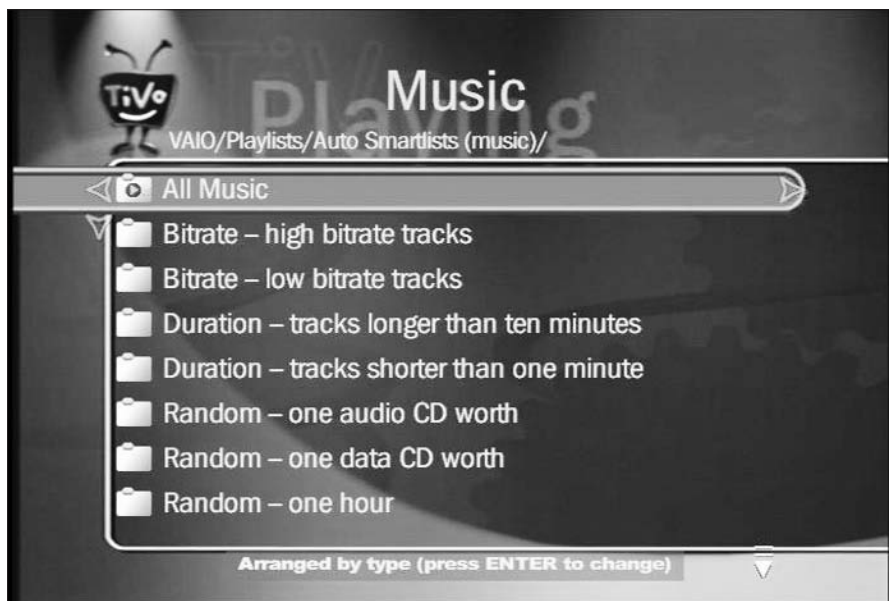 TiVo Playing
TiVo
Music
VAIO/Playlists/Auto Smartlists (music)/
All Music
Bitrate – high bitrate tracks
Bitrate – low bitrate tracks
Duration – tracks longer than ten minutes
Duration – tracks shorter than one minute
Random – one audio CD worth
Random – one data CD worth
Random – one hour
Arranged by type (press ENTER to change)